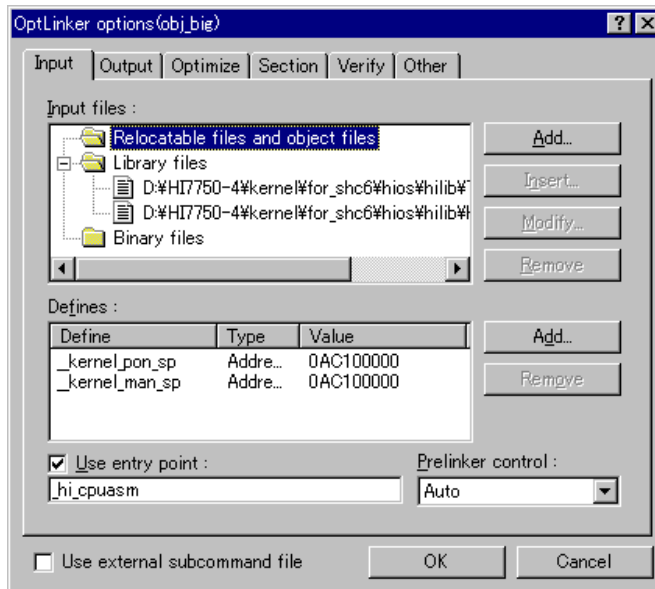 OptLinker options(obj_big)
Input Output Optimize Section Verify Other
Input files :
Relocatable files and object files
Add...
Library files
D:¥HI7750-4¥kernel¥for_shc6¥hios¥hilib¥
Insert...
D:¥HI7750-4¥kernel¥for_shc6¥hios¥hilib¥
Modify...
Binary files
Remove
Defines :
Define Type Value
Add...
__kernel_pon_sp Addre... 0AC100000
__kernel_man_sp Addre... 0AC100000
Remove
Use entry point :
Prelinker control :
_hi_cpuasm
Auto
Use external subcommand file
OK
Cancel